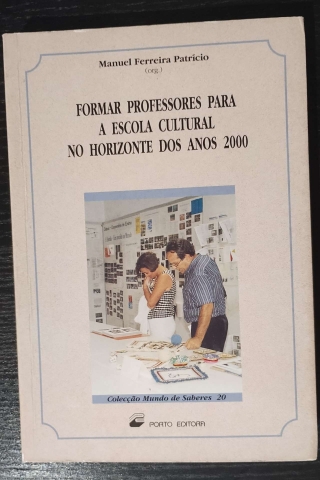 Manuel Ferreira Patrício
(org.)
FORMAR PROFESSORES PARA
A ESCOLA CULTURAL
NO HORIZONTE DOS ANOS 2000
Colecção Mundo de Saberes 20
PORTO EDITORA